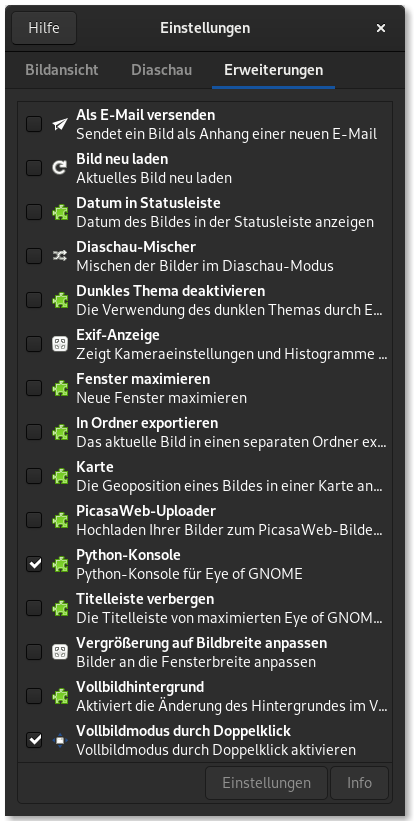 Hilfe
Einstellungen
Bildansicht
Diaschau
Erweiterungen
Als E-Mail versenden
Sendet ein Bild als Anhang einer neuen E-Mail
Bild neu laden
Aktuelles Bild neu laden
Datum in Statusleiste
Datum des Bildes in der Statusleiste anzeigen
Diaschau-Mischer
Mischen der Bilder im Diaschau-Modus
Dunkles Thema deaktivieren
Die Verwendung des dunklen Themas durch E...
Exif-Anzeige
Zeigt Kameraeinstellungen und Histogramme ...
Fenster maximieren
Neue Fenster maximieren
In Ordner exportieren
Das aktuelle Bild in einen separaten Ordner ex...
Karte
Die Geoposition eines Bildes in einer Karte an...
PicasaWeb-Uploader
Hochladen Ihrer Bilder zum PicasaWeb-Bilde...
Python-Konsole
Python-Konsole für Eye of GNOME
Titelleiste verbergen
Die Titelleiste von maximierten Eye of GNOM...
Vergrößerung auf Bildbreite anpassen
Bilder an die Fensterbreite anpassen
Vollbildhintergrund
Aktiviert die Änderung des Hintergrundes im V...
Vollbildmodus durch Doppelklick
Vollbildmodus durch Doppelklick aktivieren
Einstellungen
Info